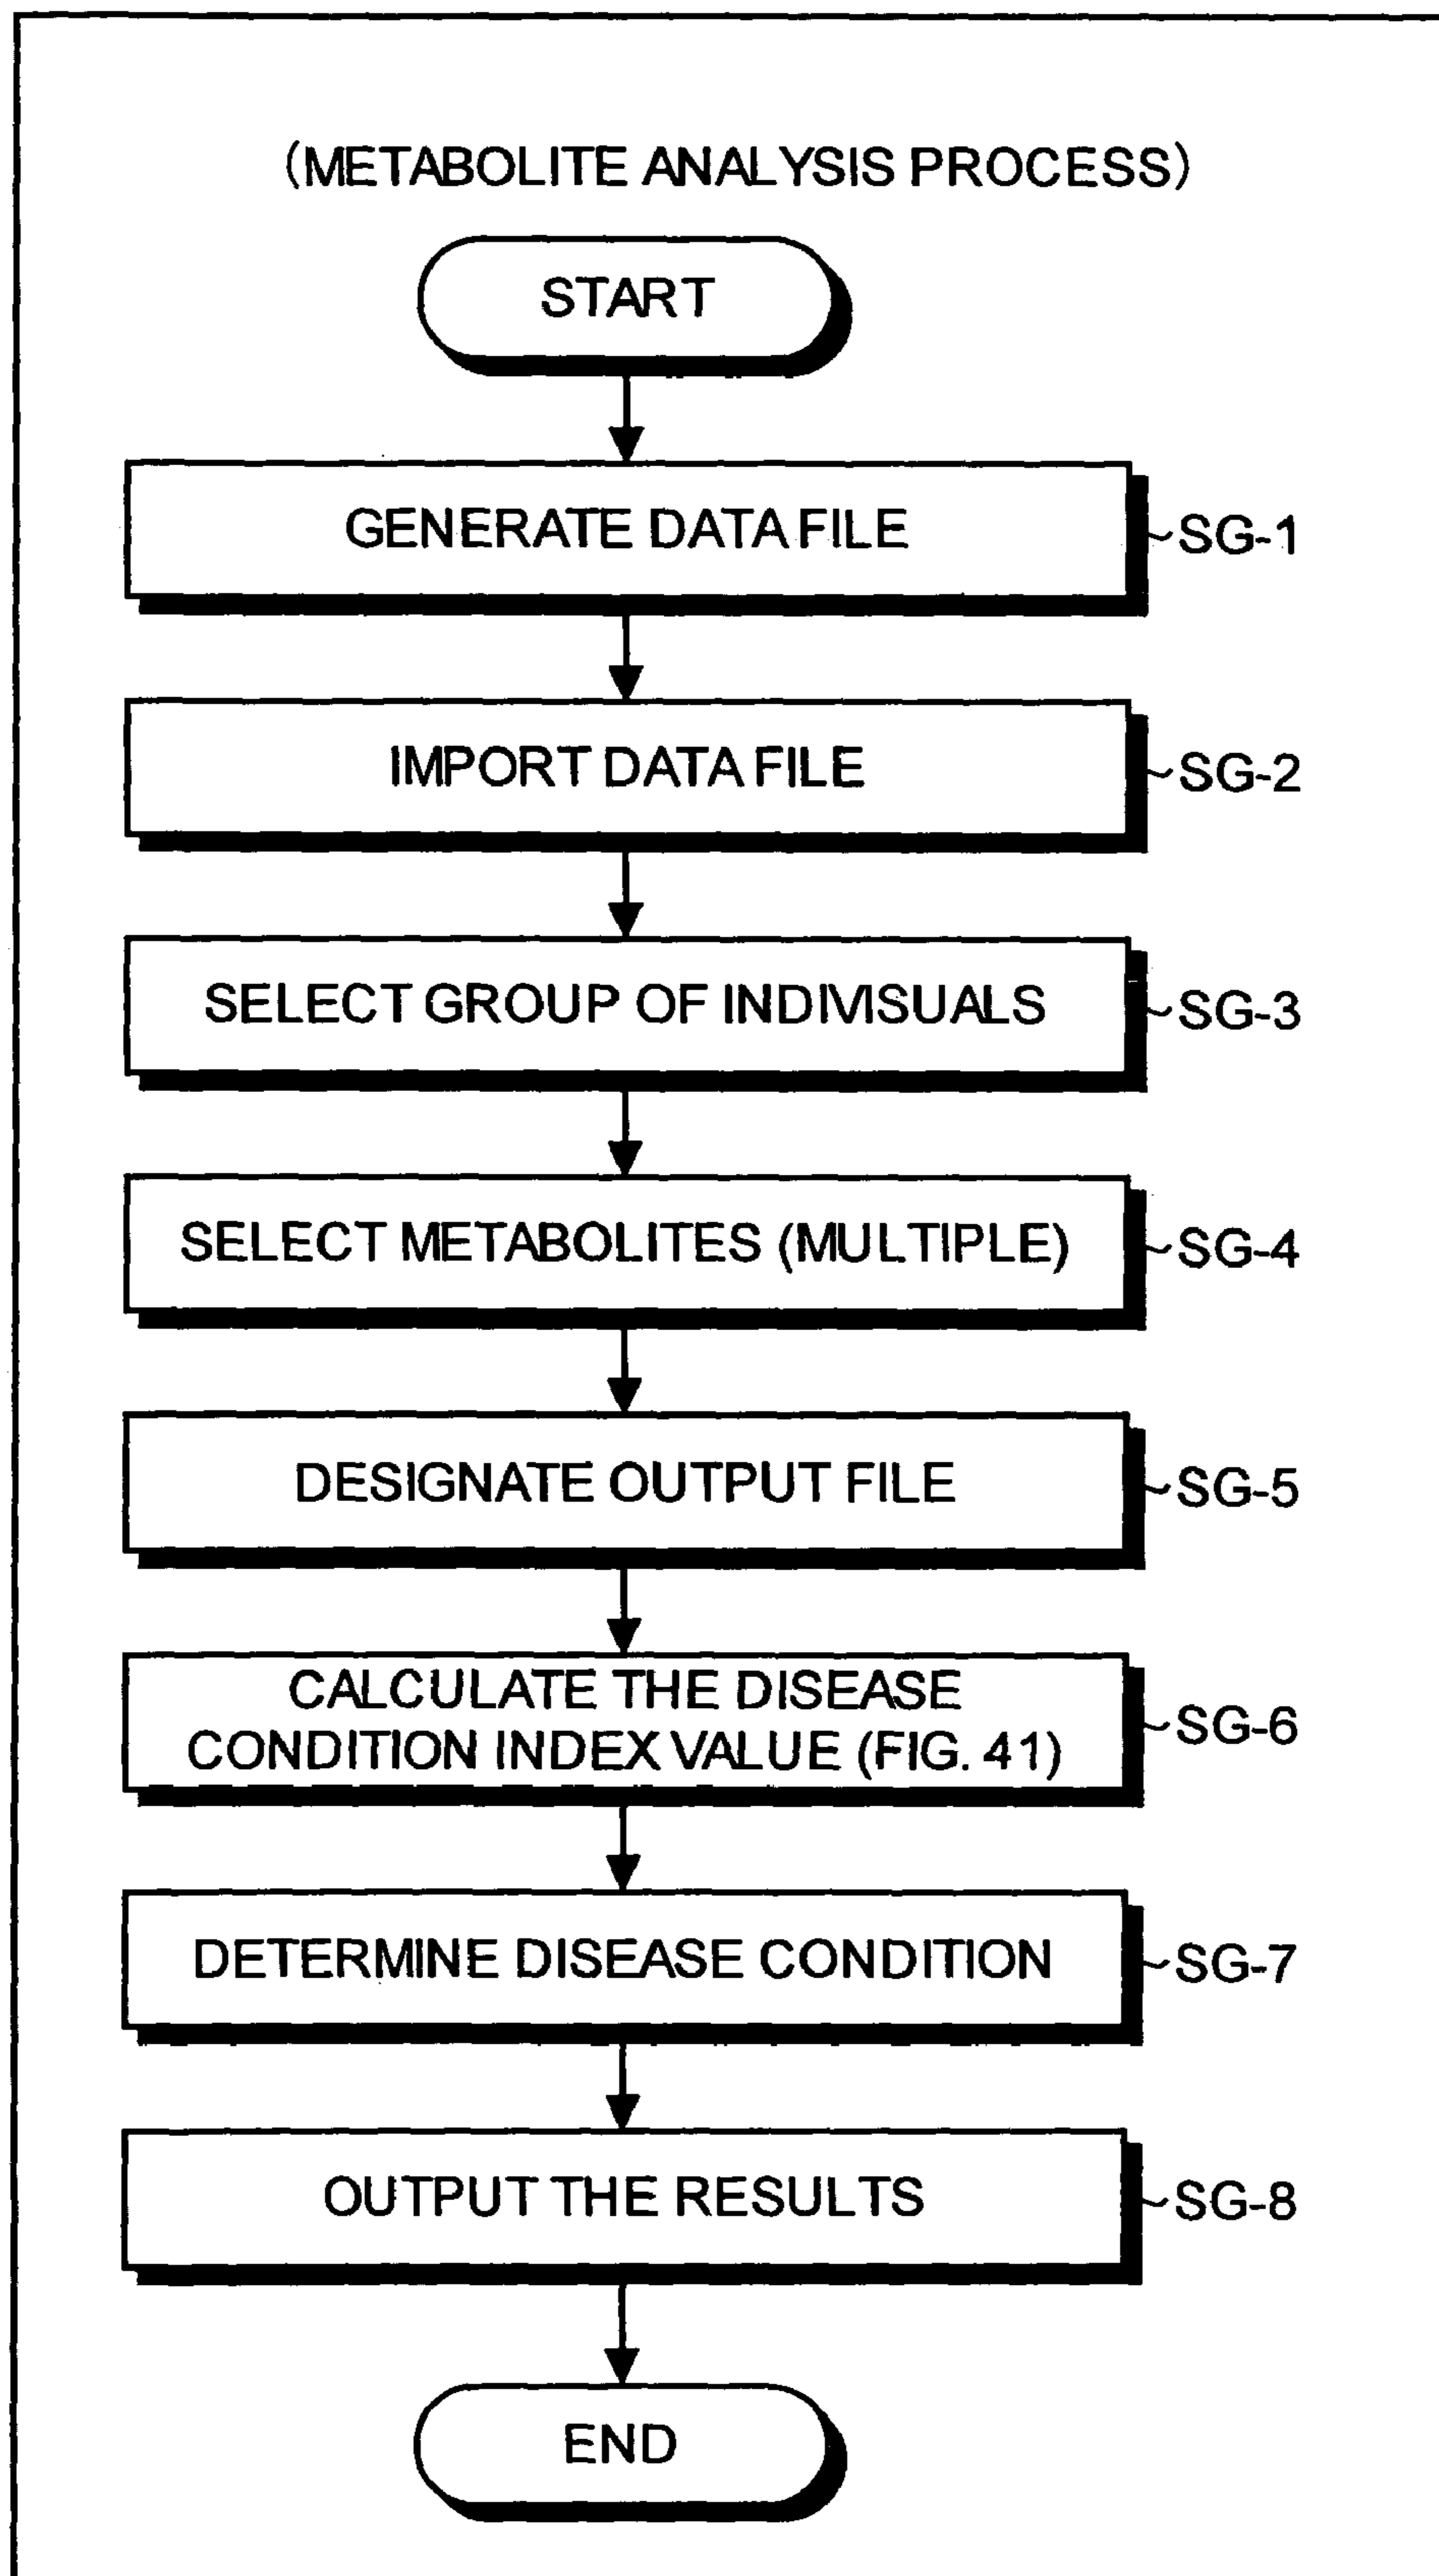 (METABOLITE ANALYSIS PROCESS)
START
GENERATE DATA FILE
SG-1
IMPORT DATA FILE
SG-2
SELECT GROUP OF INDIVISUALS
SG-3
SELECT METABOLITES (MULTIPLE)
SG-4
DESIGNATE OUTPUT FILE
SG-5
CALCULATE THE DISEASE
CONDITION INDEX VALUE (FIG. 41)
SG-6
DETERMINE DISEASE CONDITION
SG-7
OUTPUT THE RESULTS
SG-8
END